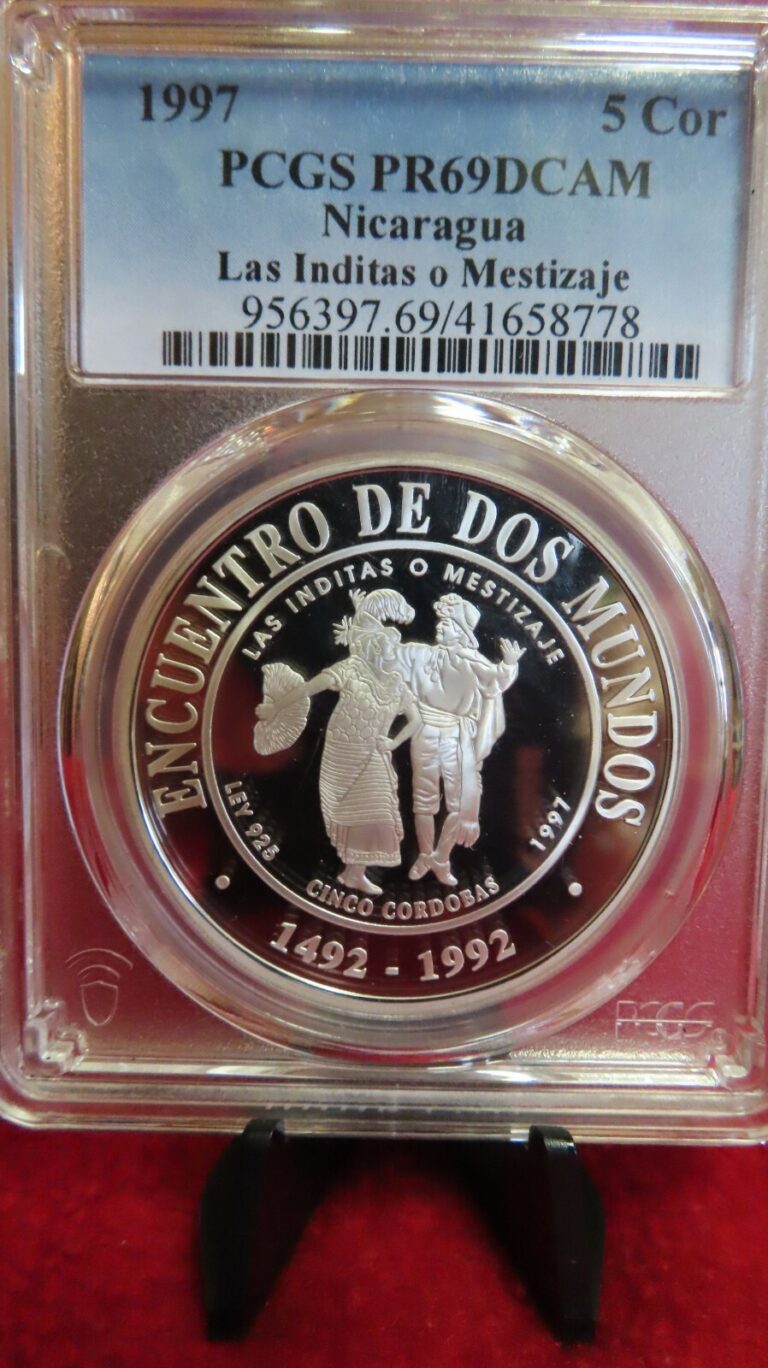 1997 5 Cor
PCGS PR69DCAM
Nicaragua
Las Inditas o Mestizaje
956397.69/41658778
ENCUENTRO DE DOS MUNDOS
LAS INDITAS O MESTIZAJE
LEY 925
CINCO CORDOBAS
1997
1492 - 1992
PCGS